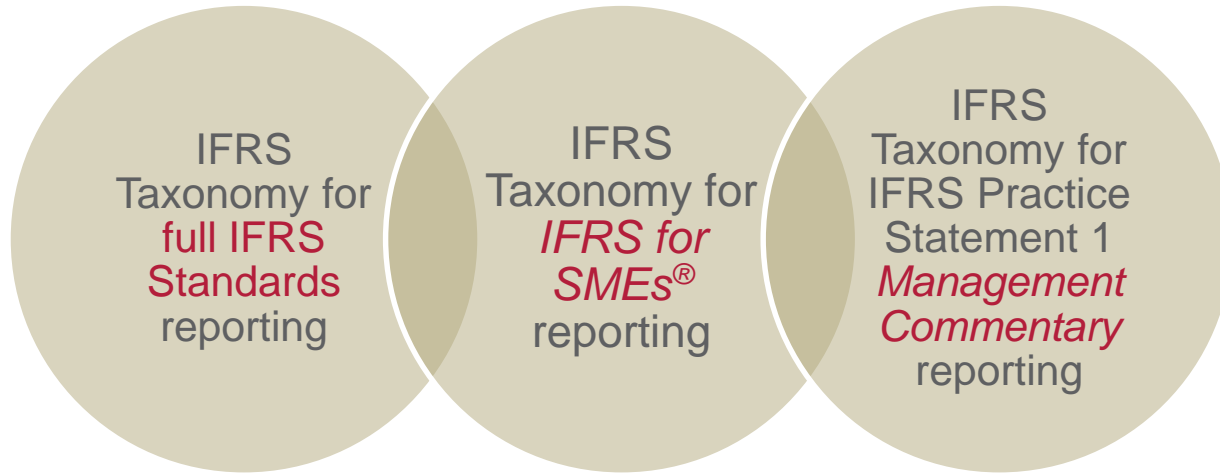 IFRS
Taxonomy for
full IFRS
Standards
reporting
IFRS
Taxonomy for
IFRS for
SMEs®
reporting
IFRS
Taxonomy for
IFRS Practice
Statement 1
Management
Commentary
reporting